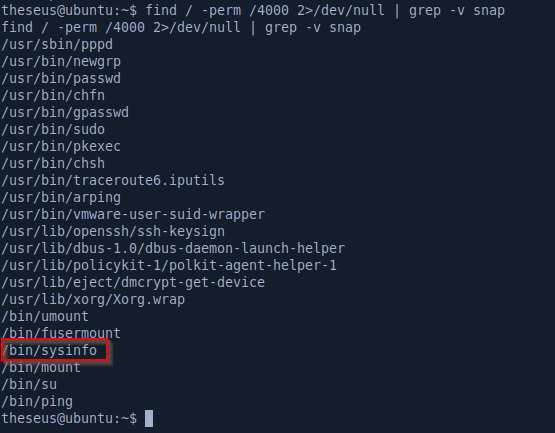 theseus@ubuntu:~$ find / -perm /4000 2>/dev/null | grep -v snap
find / -perm /4000 2>/dev/null | grep -v snap
/usr/sbin/pppd
/usr/bin/newgrp
/usr/bin/passwd
/usr/bin/chfn
/usr/bin/gpasswd
/usr/bin/sudo
/usr/bin/pkexec
/usr/bin/chsh
/usr/bin/traceroute6.iputils
/usr/bin/arping
/usr/bin/vmware-user-suid-wrapper
/usr/lib/openssh/ssh-keysign
/usr/lib/dbus-1.0/dbus-daemon-launch-helper
/usr/lib/policykit-1/polkit-agent-helper-1
/usr/lib/eject/dmcrypt-get-device
/usr/lib/xorg/Xorg.wrap
/bin/umount
/bin/fusermount
/bin/sysinfo
/bin/mount
/bin/su
/bin/ping
theseus@ubuntu:~$